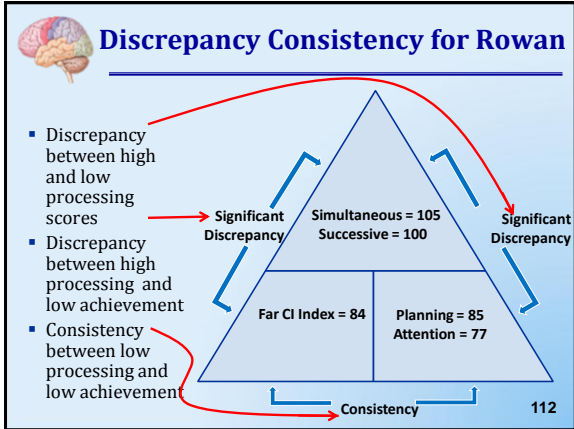 Discrepancy Consistency for Rowan
▪ Discrepancy
between high
and low
processing
scores
▪ Discrepancy
between high
processing and
low achievement
▪ Consistency
between low
processing and
low achievement
Significant
Discrepancy
Simultaneous = 105
Successive = 100
Significant
Discrepancy
Far CI Index = 84
Planning = 85
Attention = 77
Consistency
112